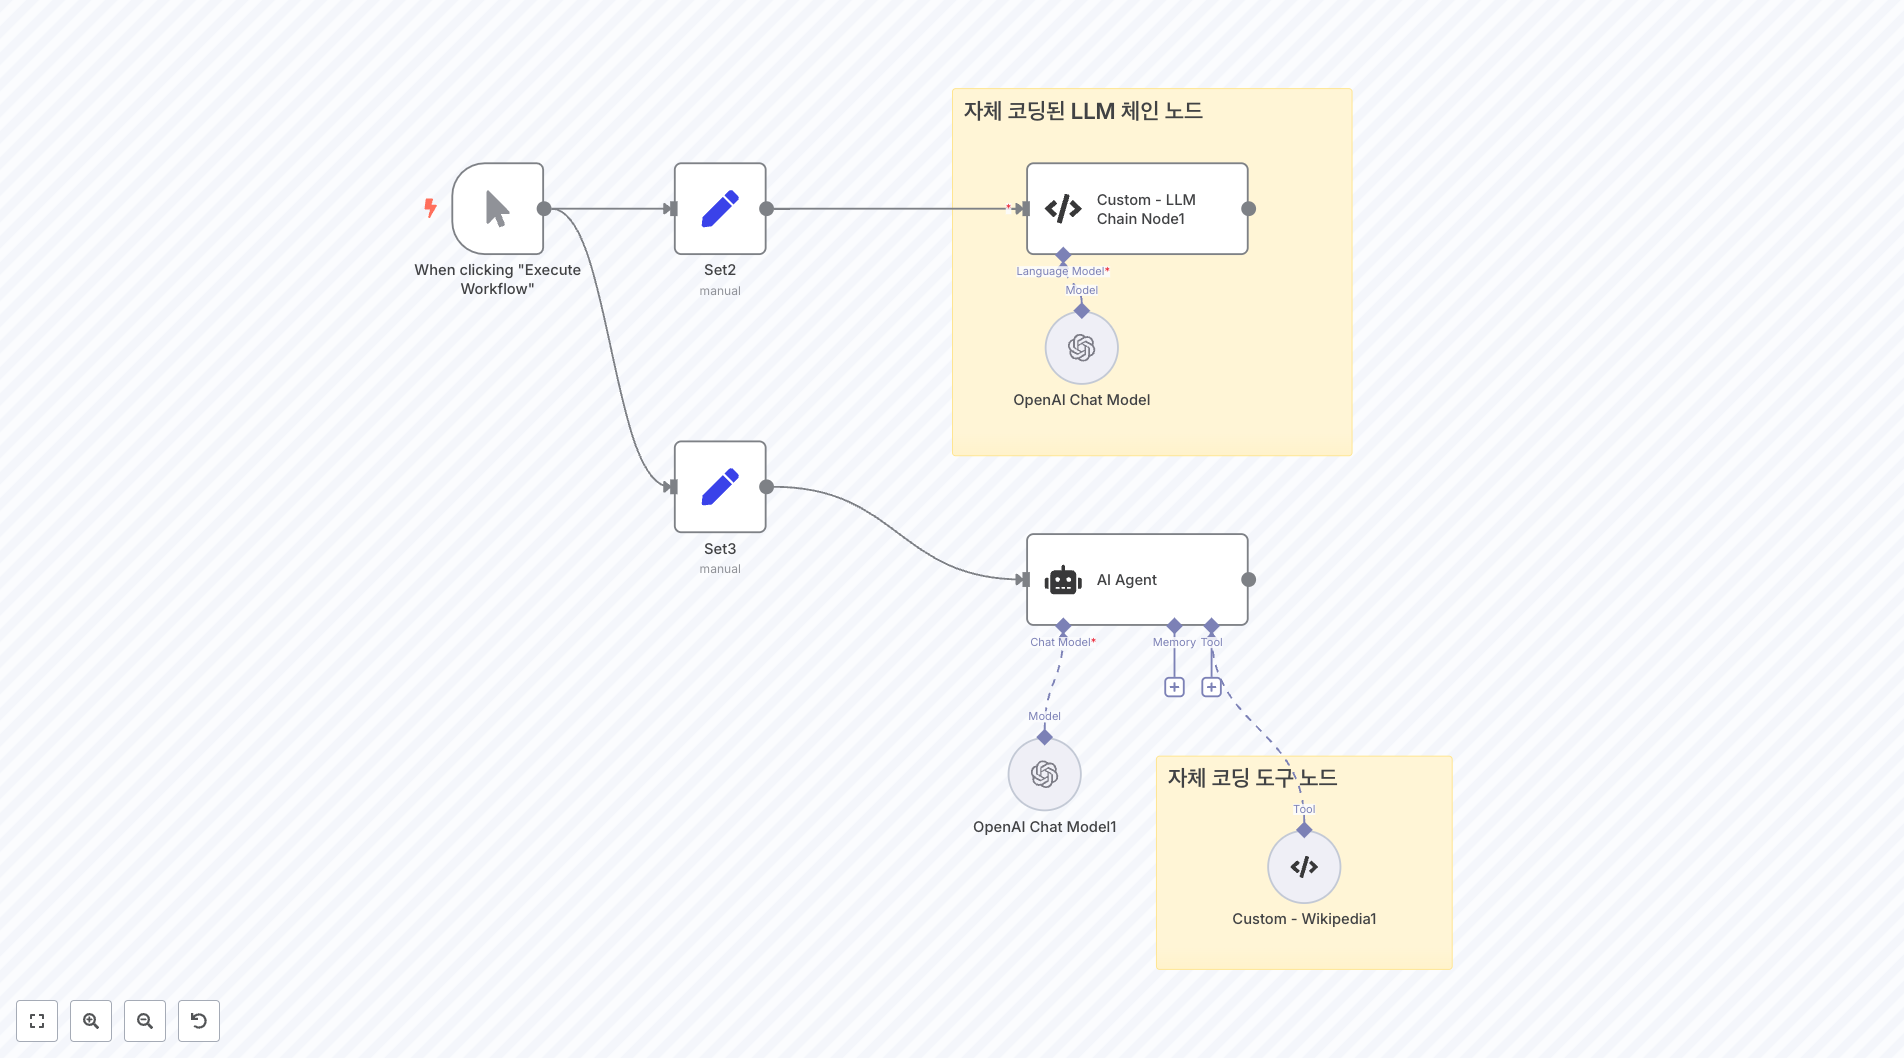 자체 코딩된 LLM 체인 노드
When clicking "Execute
Workflow"
Set2
manual
*
Custom - LLM
Chain Node1
Language Model*
Model
OpenAI Chat Model
Set3
manual
AI Agent
Chat Model*
Memory
Tool
Model
OpenAI Chat Model1
자체 코딩 도구 노드
Tool
Custom - Wikipedia1